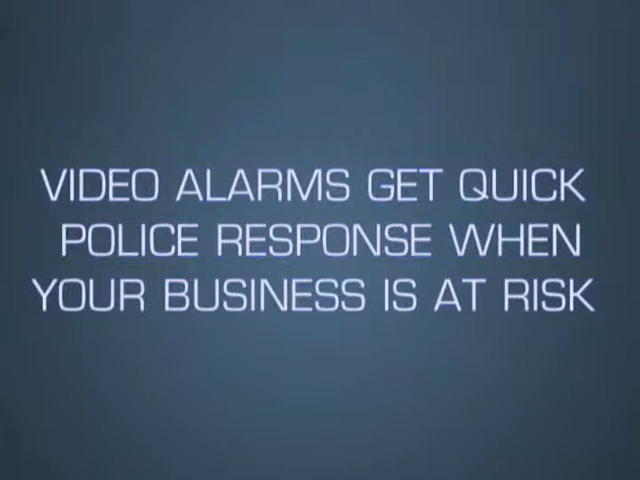 VIDEO ALARMS GET QUICK
POLICE RESPONSE WHEN
YOUR BUSINESS IS AT RISK